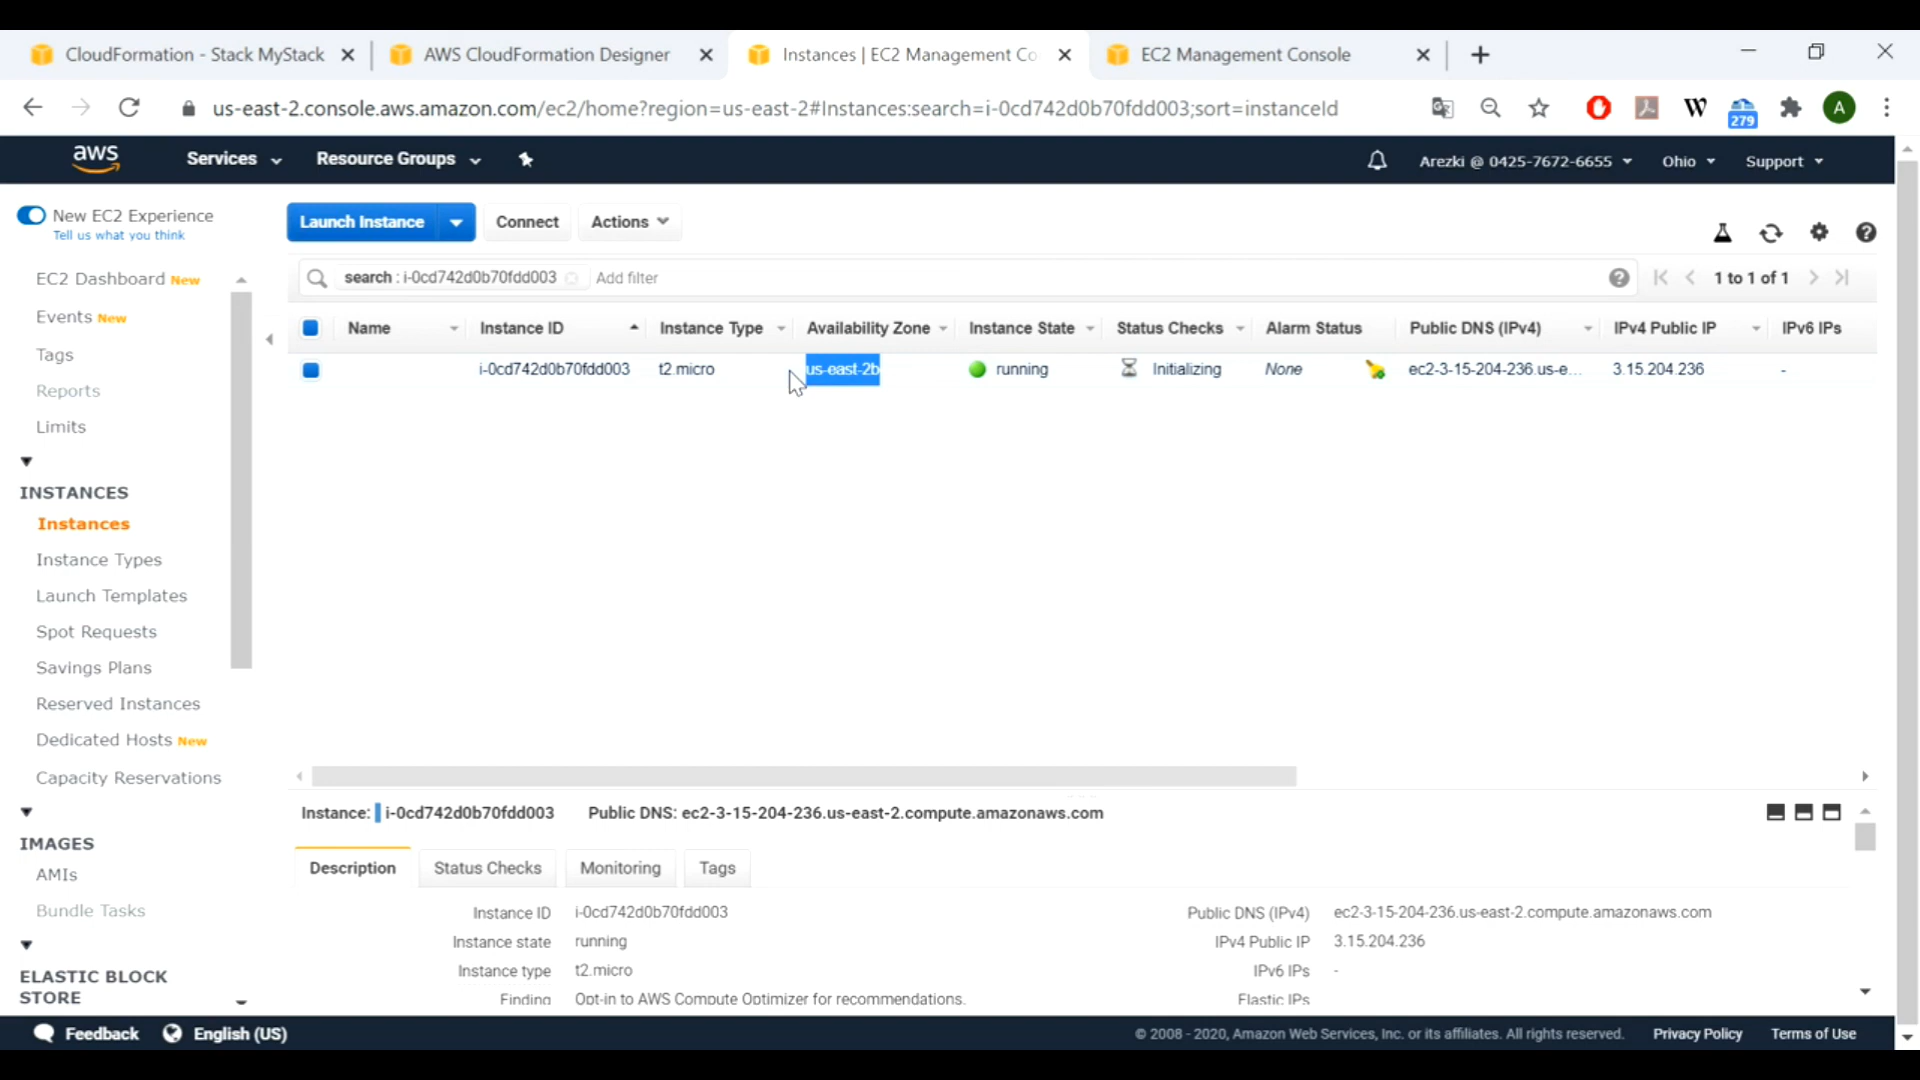 CloudFormation - Stack MyStack
AWS CloudFormation Designer
Instances | EC2 Management Co
EC2 Management Console
us-east-2.console.aws.amazon.com/ec2/home?region=us-east-2#Instances:search=i-0cd742d0b70fdd003;sort=instanceId
W
279
A
aws
Services
Resource Groups
Arezki @ 0425-7672-6655
Ohio
Support
New EC2 Experience
Tell us what you think
EC2 Dashboard New
Events New
Tags
Reports
Limits
INSTANCES
Instances
Instance Types
Launch Templates
Spot Requests
Savings Plans
Reserved Instances
Dedicated Hosts New
Capacity Reservations
IMAGES
AMIs
Bundle Tasks
ELASTIC BLOCK
STORE
Launch Instance
Connect
Actions
search : i-0cd742d0b70fdd003
Add filter
1 to 1 of 1
Name Instance ID Instance Type Availability Zone Instance State Status Checks Alarm Status Public DNS (IPv4) IPv4 Public IP IPv6 IPs
i-0cd742d0b70fdd003 t2.micro us-east-2b running Initializing None ec2-3-15-204-236.us-e... 3.15.204.236 -
Instance: i-0cd742d0b70fdd003 Public DNS: ec2-3-15-204-236.us-east-2.compute.amazonaws.com
Description Status Checks Monitoring Tags
Instance ID i-0cd742d0b70fdd003
Instance state running
Instance type t2.micro
Finding Opt-in to AWS Compute Optimizer for recommendations.
Public DNS (IPv4) ec2-3-15-204-236.us-east-2.compute.amazonaws.com
IPv4 Public IP 3.15.204.236
IPv6 IPs -
Elastic IPs
Feedback
English (US)
© 2008 - 2020, Amazon Web Services, Inc. or its affiliates. All rights reserved.
Privacy Policy
Terms of Use